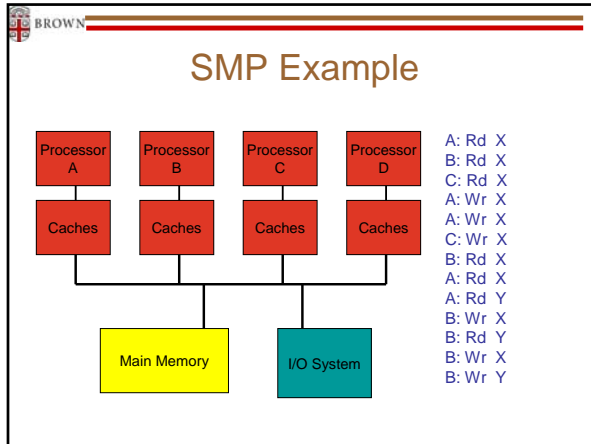 BROWN
SMP Example
Processor
A
Processor
B
Processor
C
Processor
D
Caches
Caches
Caches
Caches
Main Memory
I/O System
A: Rd X
B: Rd X
C: Rd X
A: Wr X
A: Wr X
C: Wr X
B: Rd X
A: Rd X
A: Rd Y
B: Wr X
B: Rd Y
B: Wr X
B: Wr Y